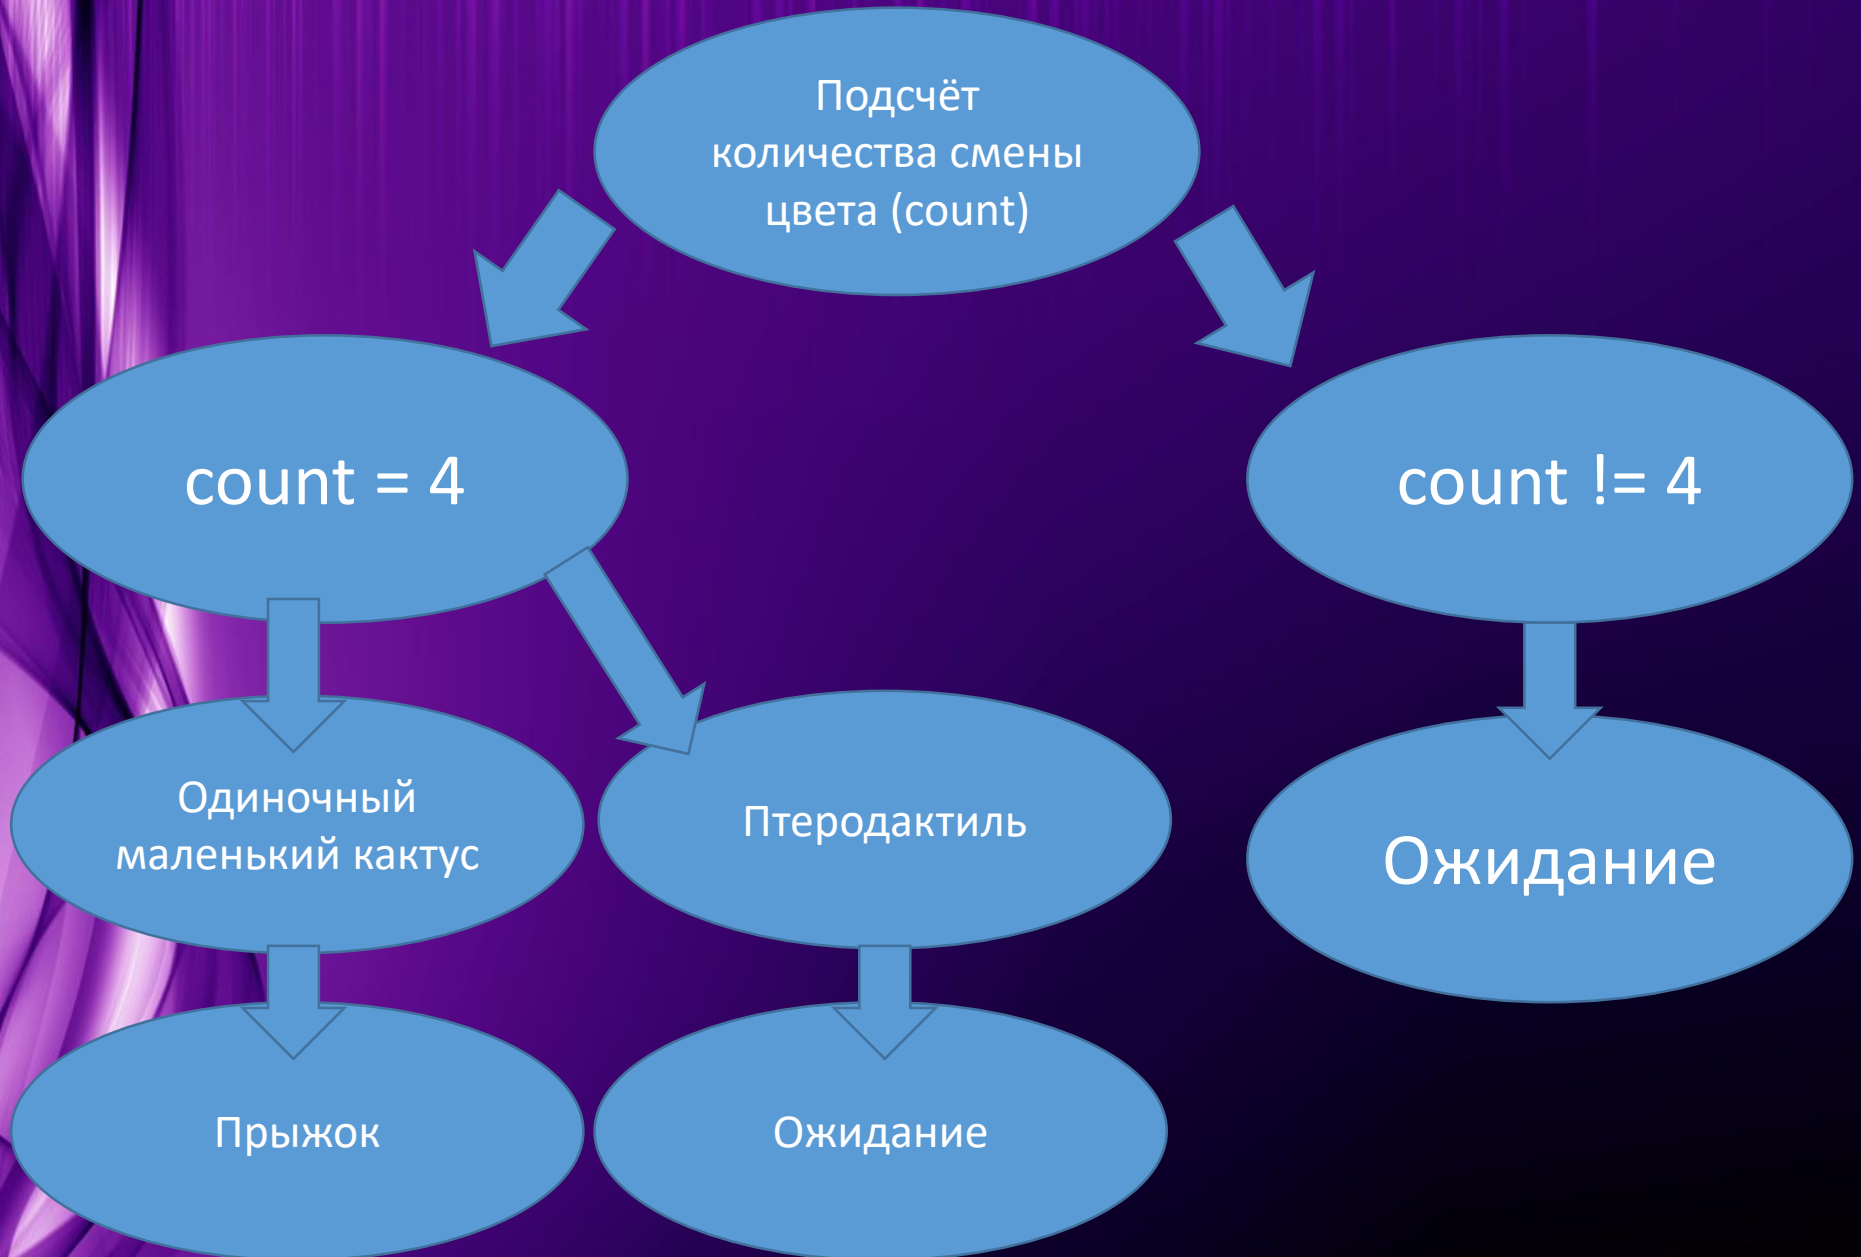 Подсчёт
количества смены
цвета (count)
count = 4
count != 4
Одиночный
маленький кактус
Птеродактиль
Ожидание
Прыжок
Ожидание